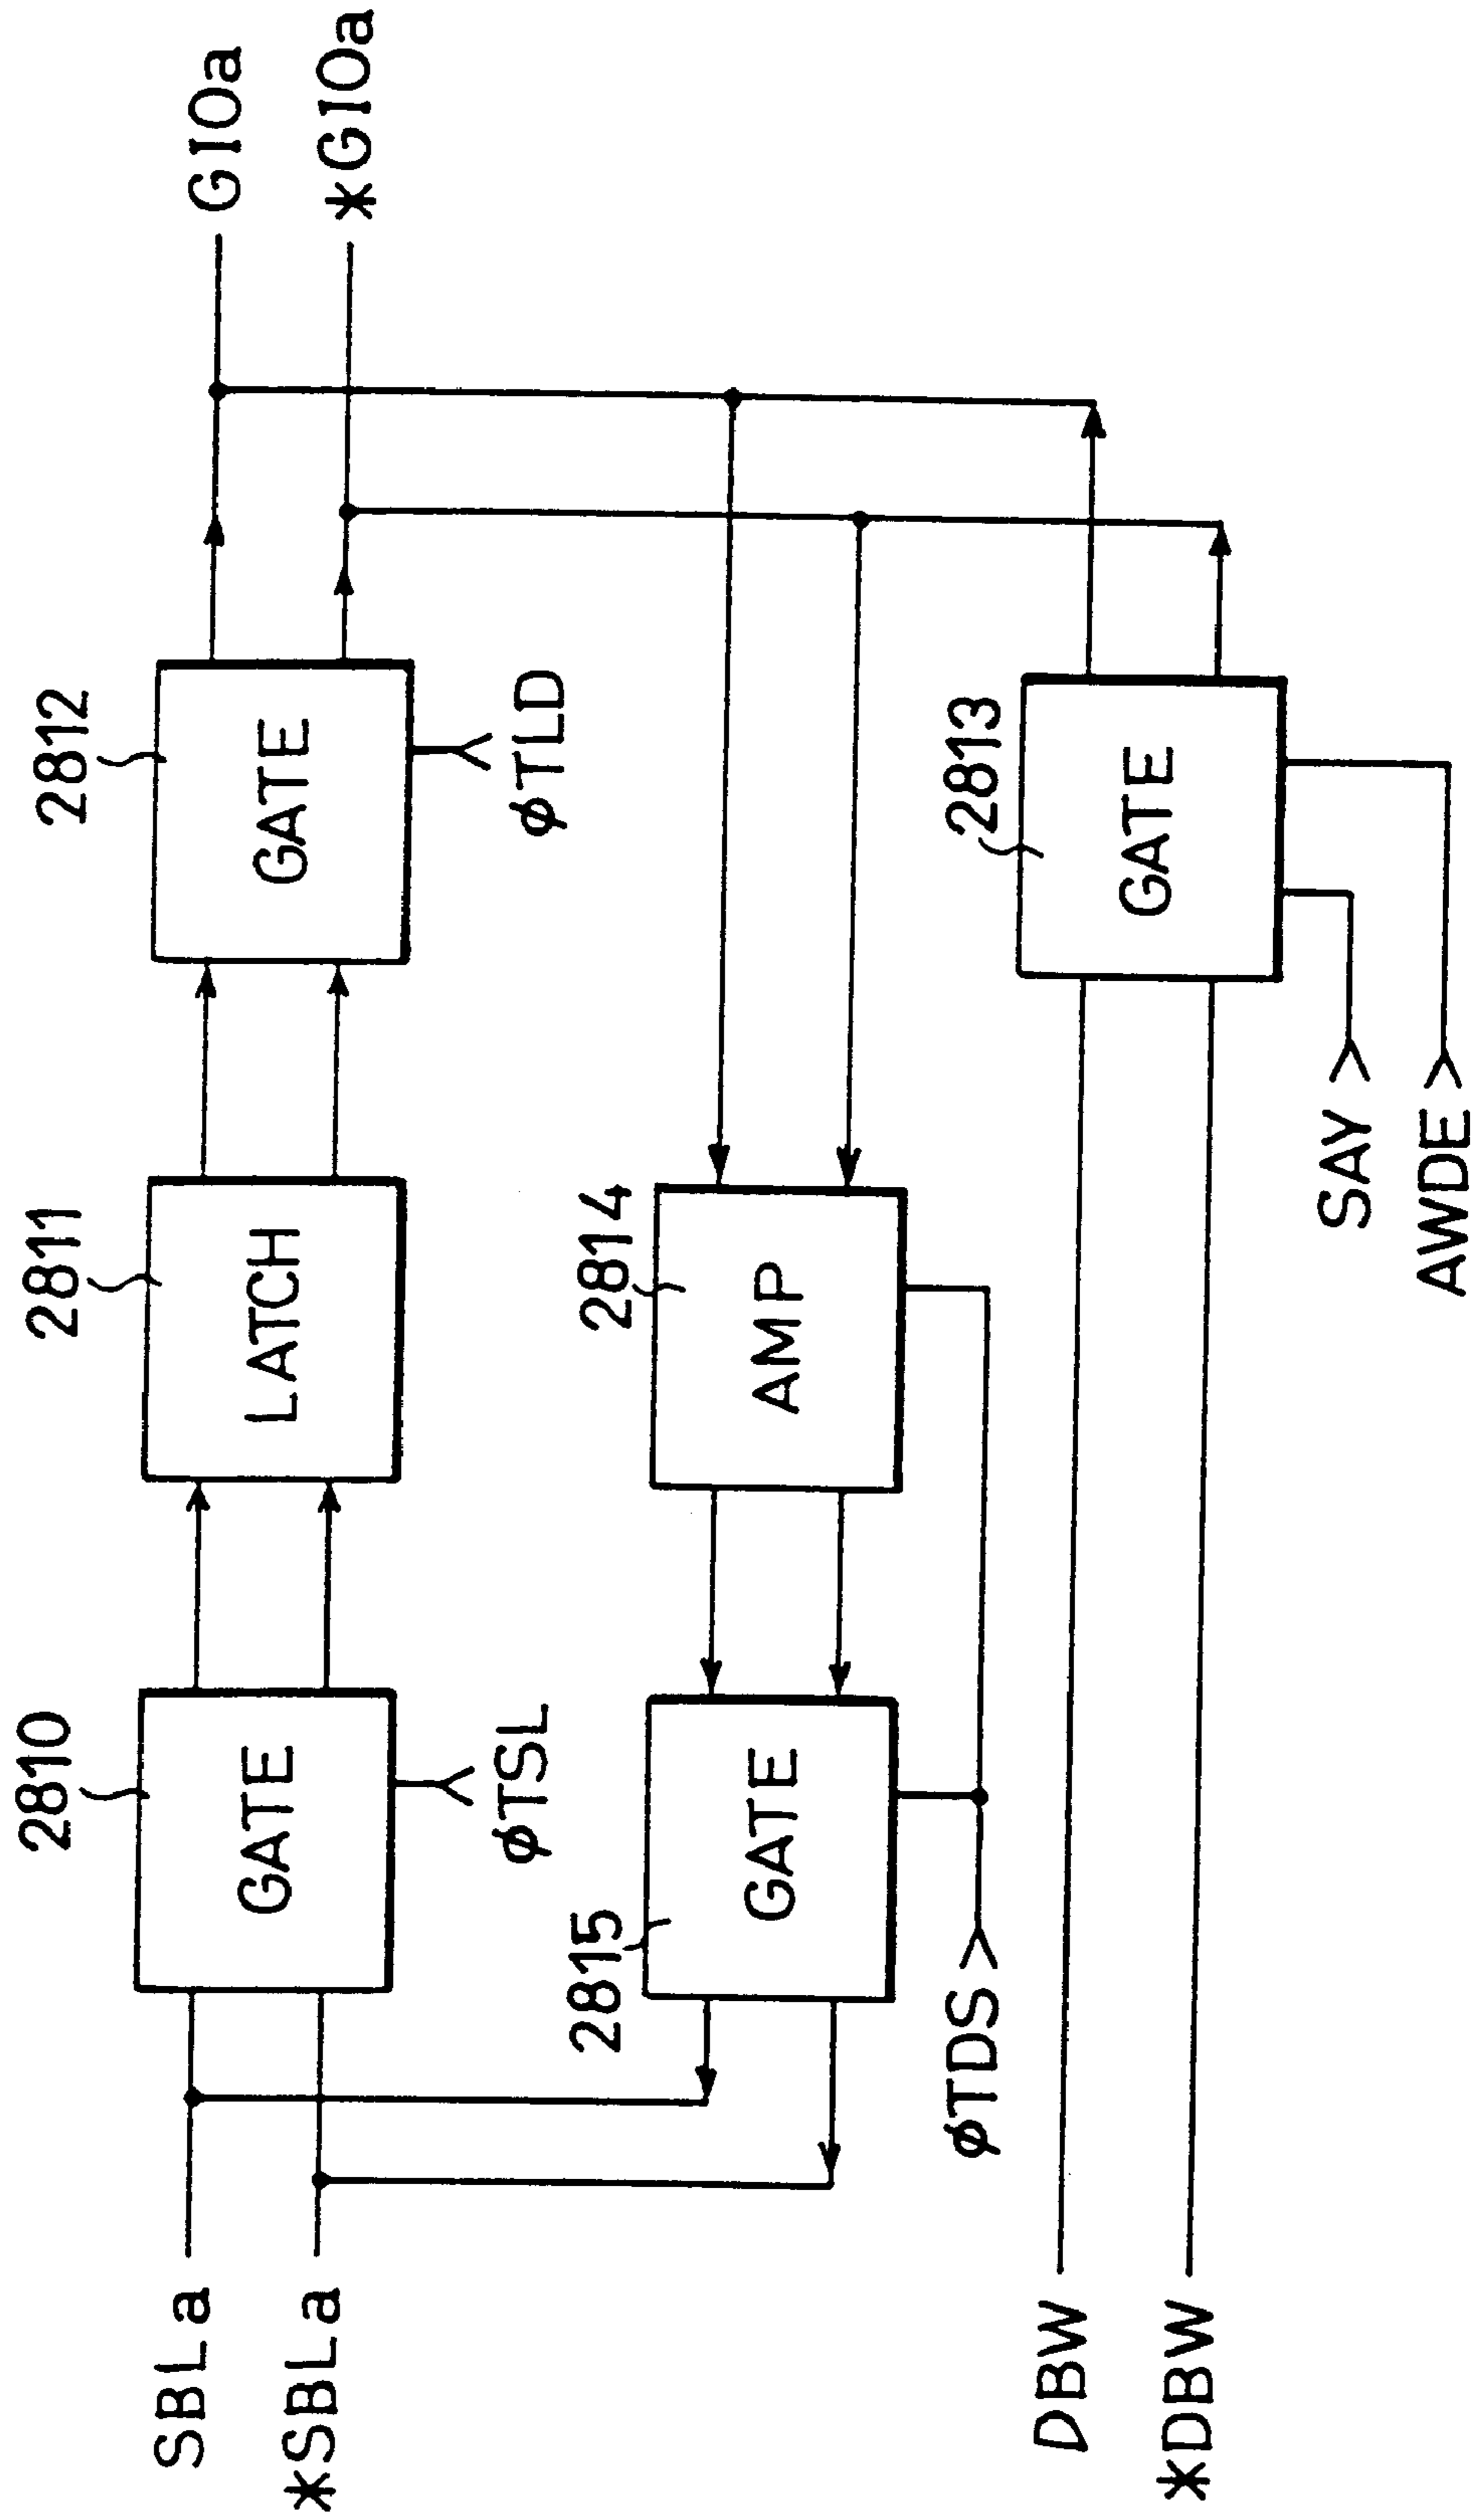 2810
2811
2812
SBLa
*SBLa
GATE
LATCH
GATE
GIOa
*GIOa
φTSL
φTLD
2815
2814
GATE
AMP
φTDS
2813
DBW
*DBW
GATE
SAY
AWDE